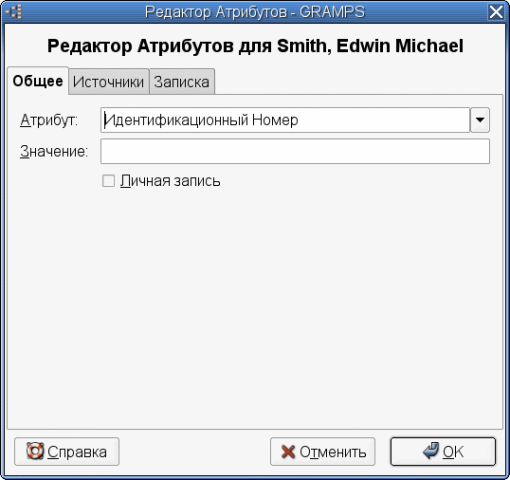 Редактор Атрибутов - GRAMPS
Редактор Атрибутов для Smith, Edwin Michael
Общее Источники Записка
Атрибут: Идентификационный Номер
Значение:
Личная запись
Справка Отменить OK